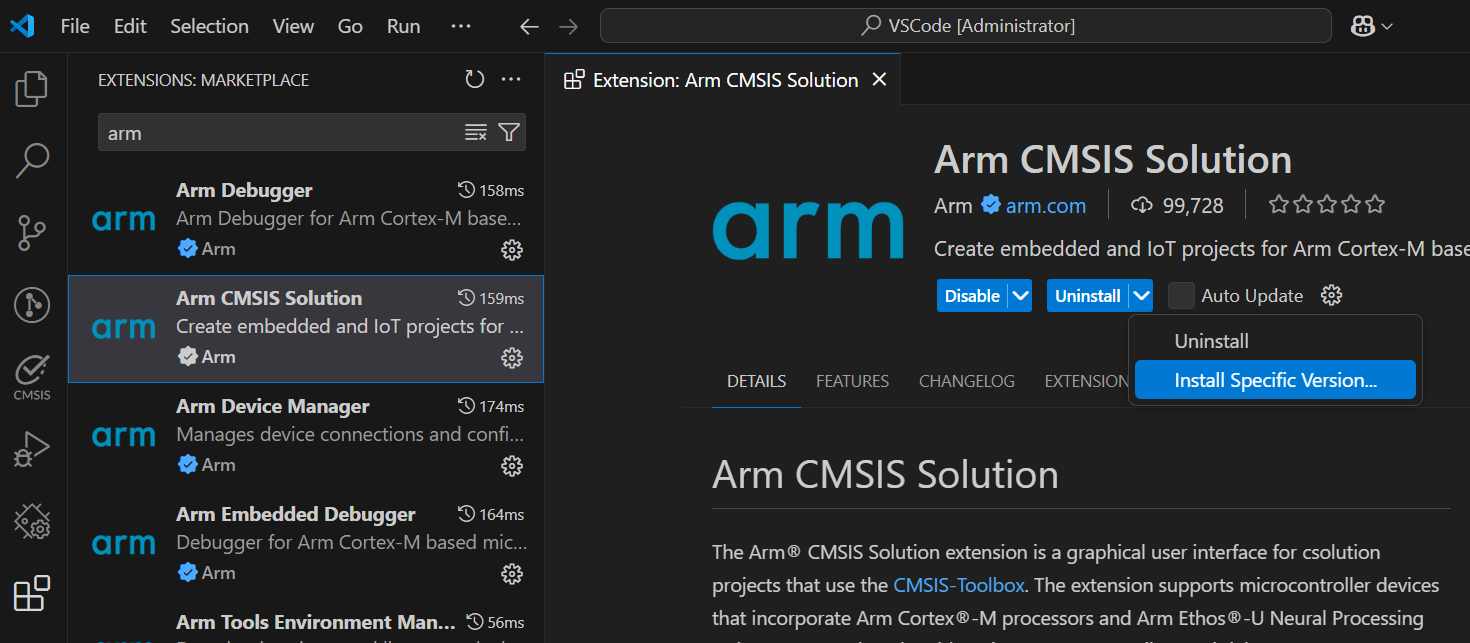 File Edit Selection View Go Run ···
VSCode [Administrator]
EXTENSIONS: MARKETPLACE
arm
Arm Debugger 158ms
arm
Arm Debugger for Arm Cortex-M base...
Arm
Arm CMSIS Solution 159ms
arm
Create embedded and IoT projects for ...
Arm
Arm Device Manager 174ms
arm
Manages device connections and confi...
Arm
Arm Embedded Debugger 164ms
arm
Debugger for Arm Cortex-M based mic...
Arm
Arm Tools Environment Man... 56ms
CMSIS
Extension: Arm CMSIS Solution
arm
Arm CMSIS Solution
Arm arm.com 99,728
Create embedded and IoT projects for Arm Cortex-M base
Disable Uninstall Auto Update
Uninstall
Install Specific Version...
DETAILS FEATURES CHANGELOG EXTENSION
Arm CMSIS Solution
The Arm® CMSIS Solution extension is a graphical user interface for csolution
projects that use the CMSIS-Toolbox. The extension supports microcontroller devices
that incorporate Arm Cortex®-M processors and Arm Ethos®-U Neural Processing